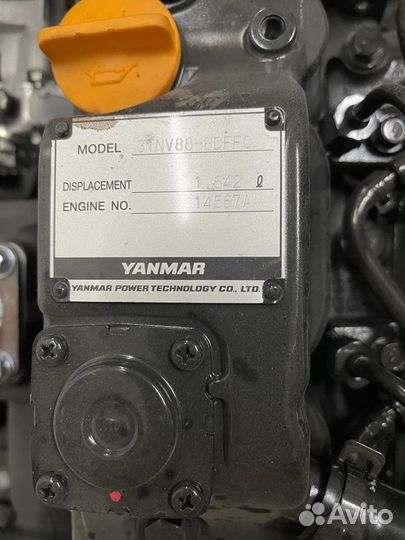 MODEL 3TNV88-BDFFC
DISPLACEMENT 1.642 ℓ
ENGINE NO. 14567A
YANMAR
YANMAR POWER TECHNOLOGY CO., LTD.
Avito